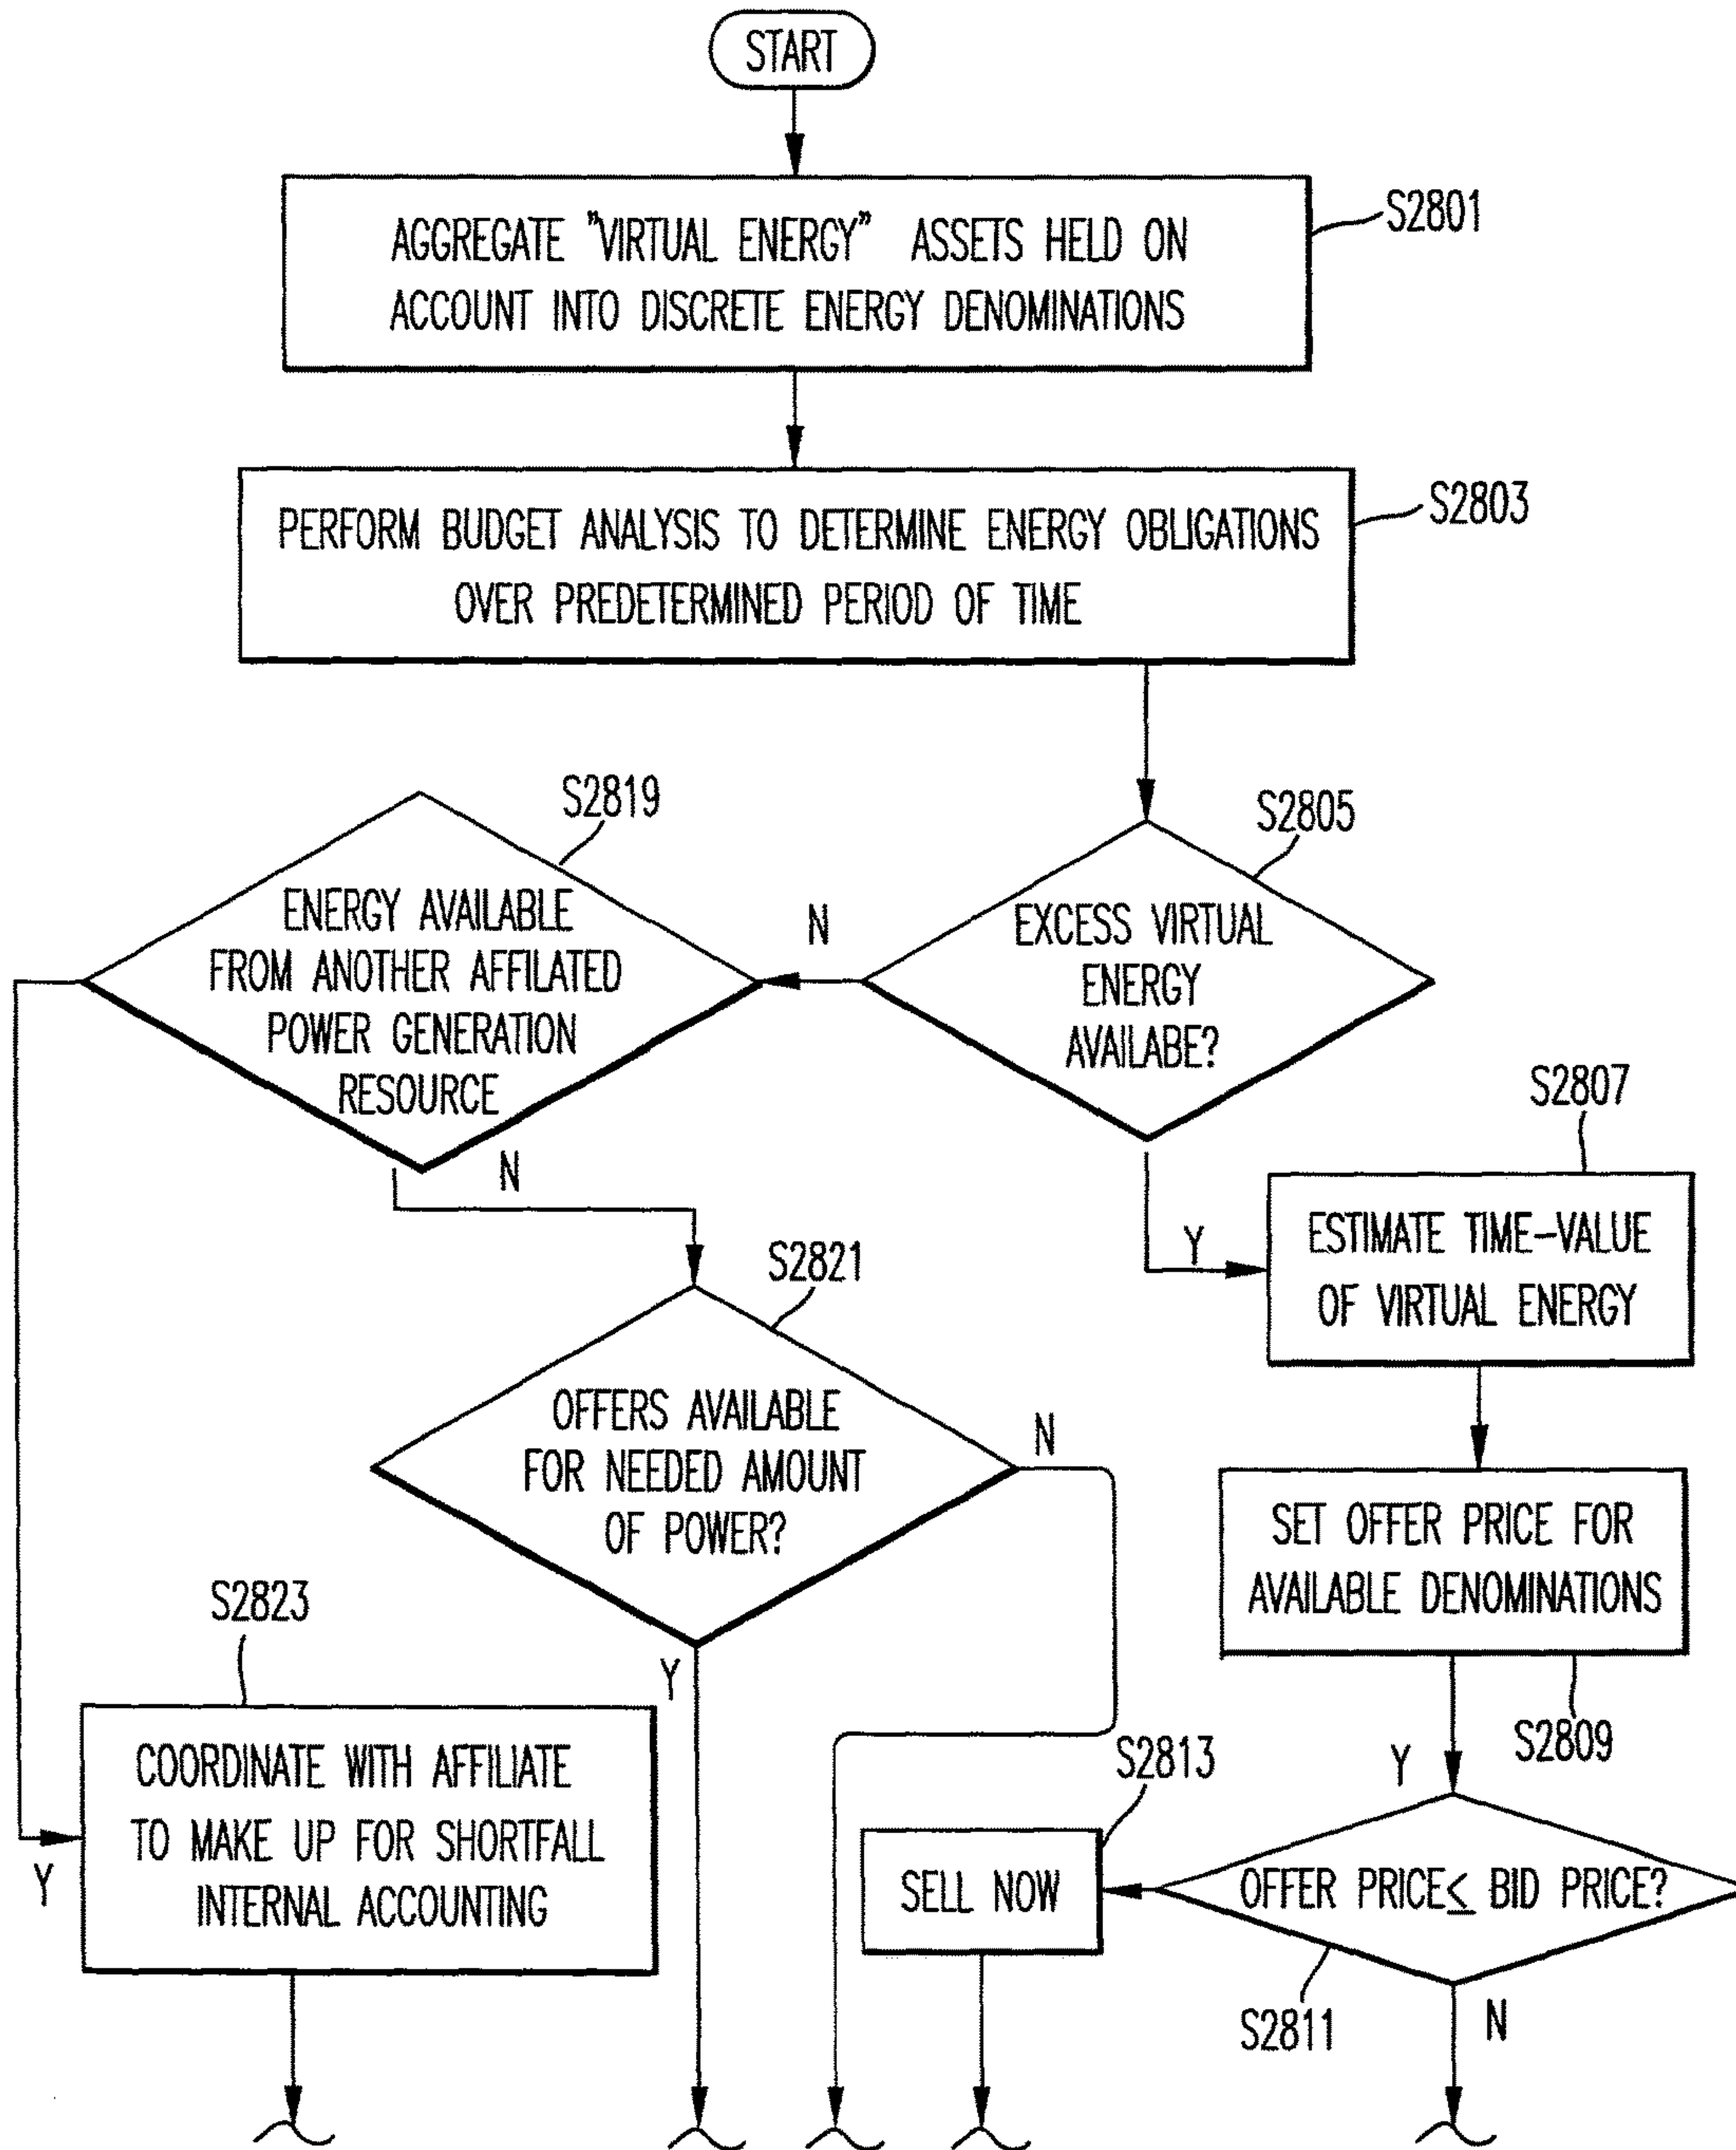 START
S2801
AGGREGATE "VIRTUAL ENERGY" ASSETS HELD ON
ACCOUNT INTO DISCRETE ENERGY DENOMINATIONS
S2803
PERFORM BUDGET ANALYSIS TO DETERMINE ENERGY OBLIGATIONS
OVER PREDETERMINED PERIOD OF TIME
S2819
S2805
ENERGY AVAILABLE
FROM ANOTHER AFFILATED
POWER GENERATION
RESOURCE
N
EXCESS VIRTUAL
ENERGY
AVAILABE?
N
S2807
Y
ESTIMATE TIME-VALUE
OF VIRTUAL ENERGY
S2821
OFFERS AVAILABLE
FOR NEEDED AMOUNT
OF POWER?
N
Y
SET OFFER PRICE FOR
AVAILABLE DENOMINATIONS
S2809
S2823
COORDINATE WITH AFFILIATE
TO MAKE UP FOR SHORTFALL
INTERNAL ACCOUNTING
Y
S2813
SELL NOW
Y
OFFER PRICE≤ BID PRICE?
S2811
N